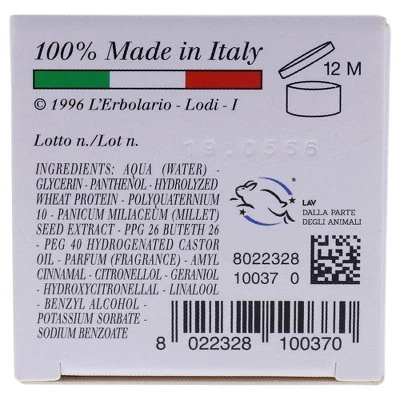 100% Made in Italy
12 M
© 1996 L'Erbolario - Lodi - I
Lotto n./Lot n.
19.0566
INGREDIENTS: AQUA (WATER) -
GLYCERIN - PANTHENOL - HYDROLYZED
WHEAT PROTEIN - POLYQUATERNIUM
10 - PANICUM MILIACEUM (MILLET)
SEED EXTRACT - PPG 26 BUTETH 26
- PEG 40 HYDROGENATED CASTOR
OIL - PARFUM (FRAGRANCE) - AMYL
CINNAMAL - CITRONELLOL - GERANIOL
- HYDROXYCITRONELLAL - LINALOOL
- BENZYL ALCOHOL -
POTASSIUM SORBATE -
SODIUM BENZOATE
LAV
DALLA PARTE
DEGLI ANIMALI
8022328
10037 0
8 022328 100370